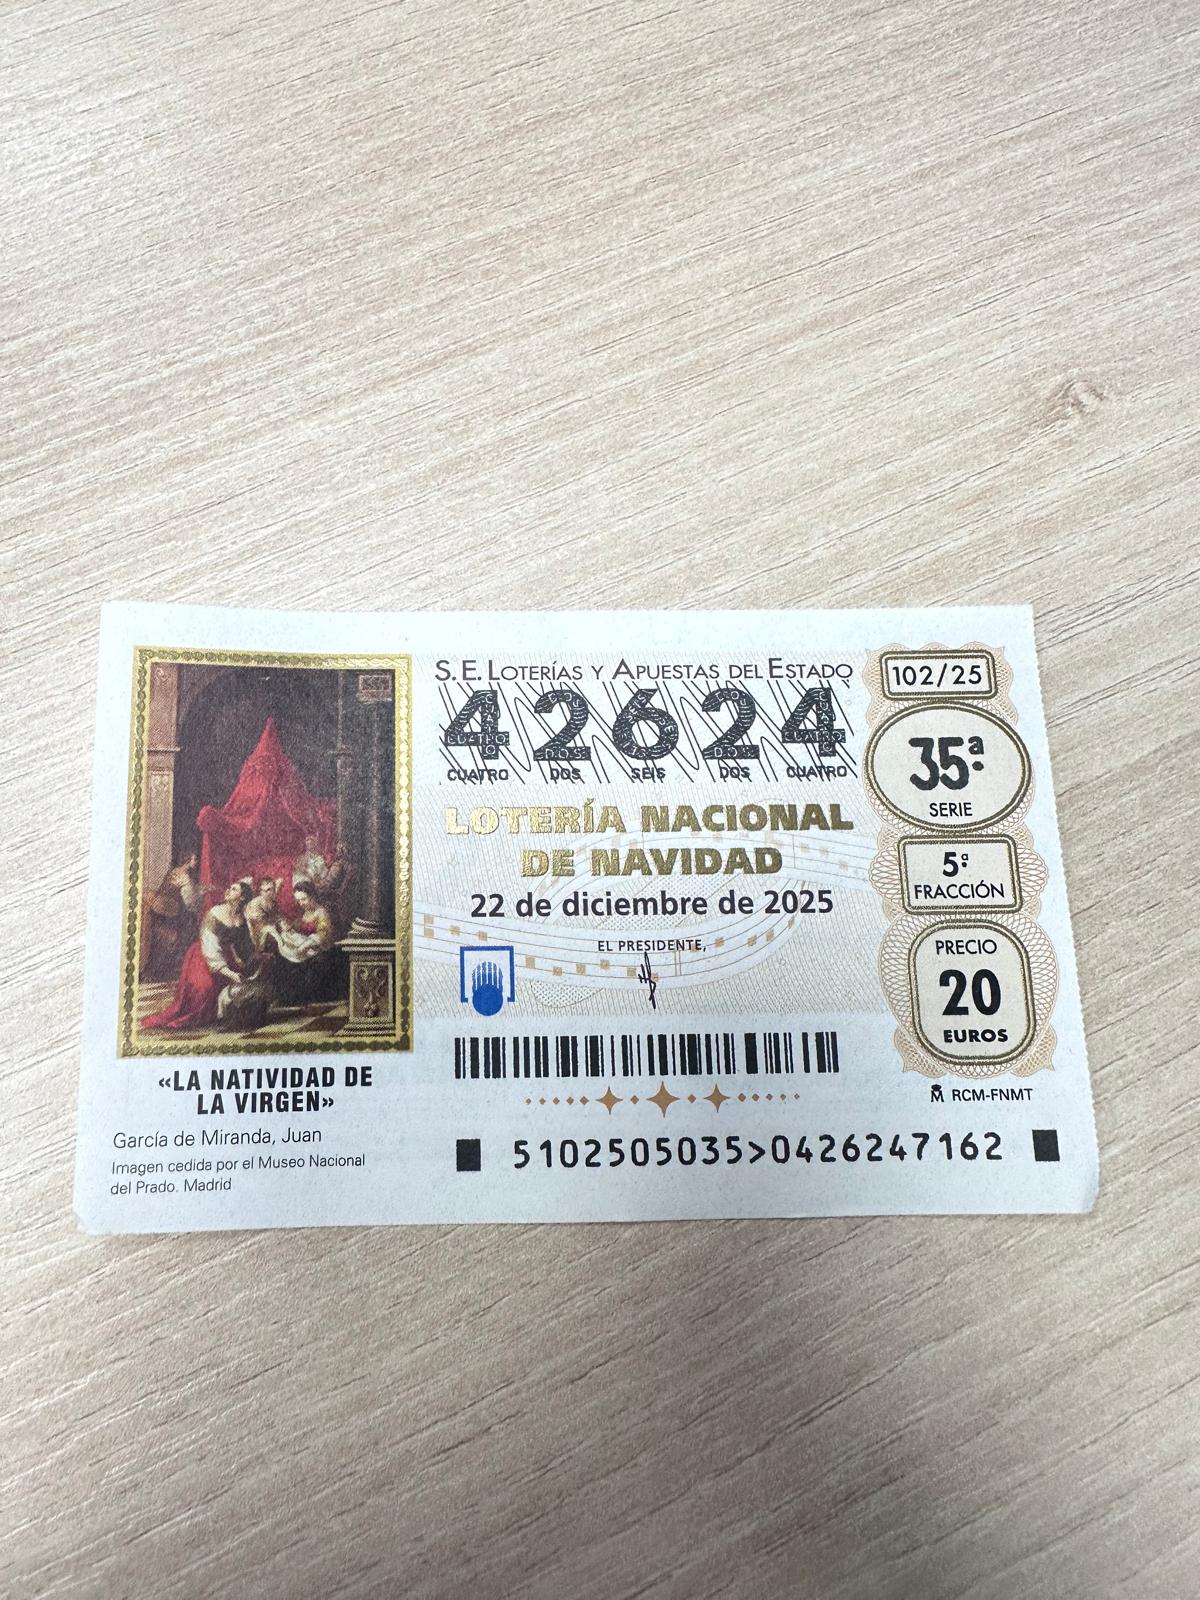 S.E. LOTERÍAS Y APUESTAS DEL ESTADO
42624
CUATRO DOS SEIS DOS CUATRO
LOTERÍA NACIONAL
DE NAVIDAD
22 de diciembre de 2025
EL PRESIDENTE,
102/25
35ª
SERIE
5ª
FRACCIÓN
PRECIO
20
EUROS
RCM-FNMT
«LA NATIVIDAD DE
LA VIRGEN»
García de Miranda, Juan
Imagen cedida por el Museo Nacional
del Prado. Madrid
5102505035>0426247162